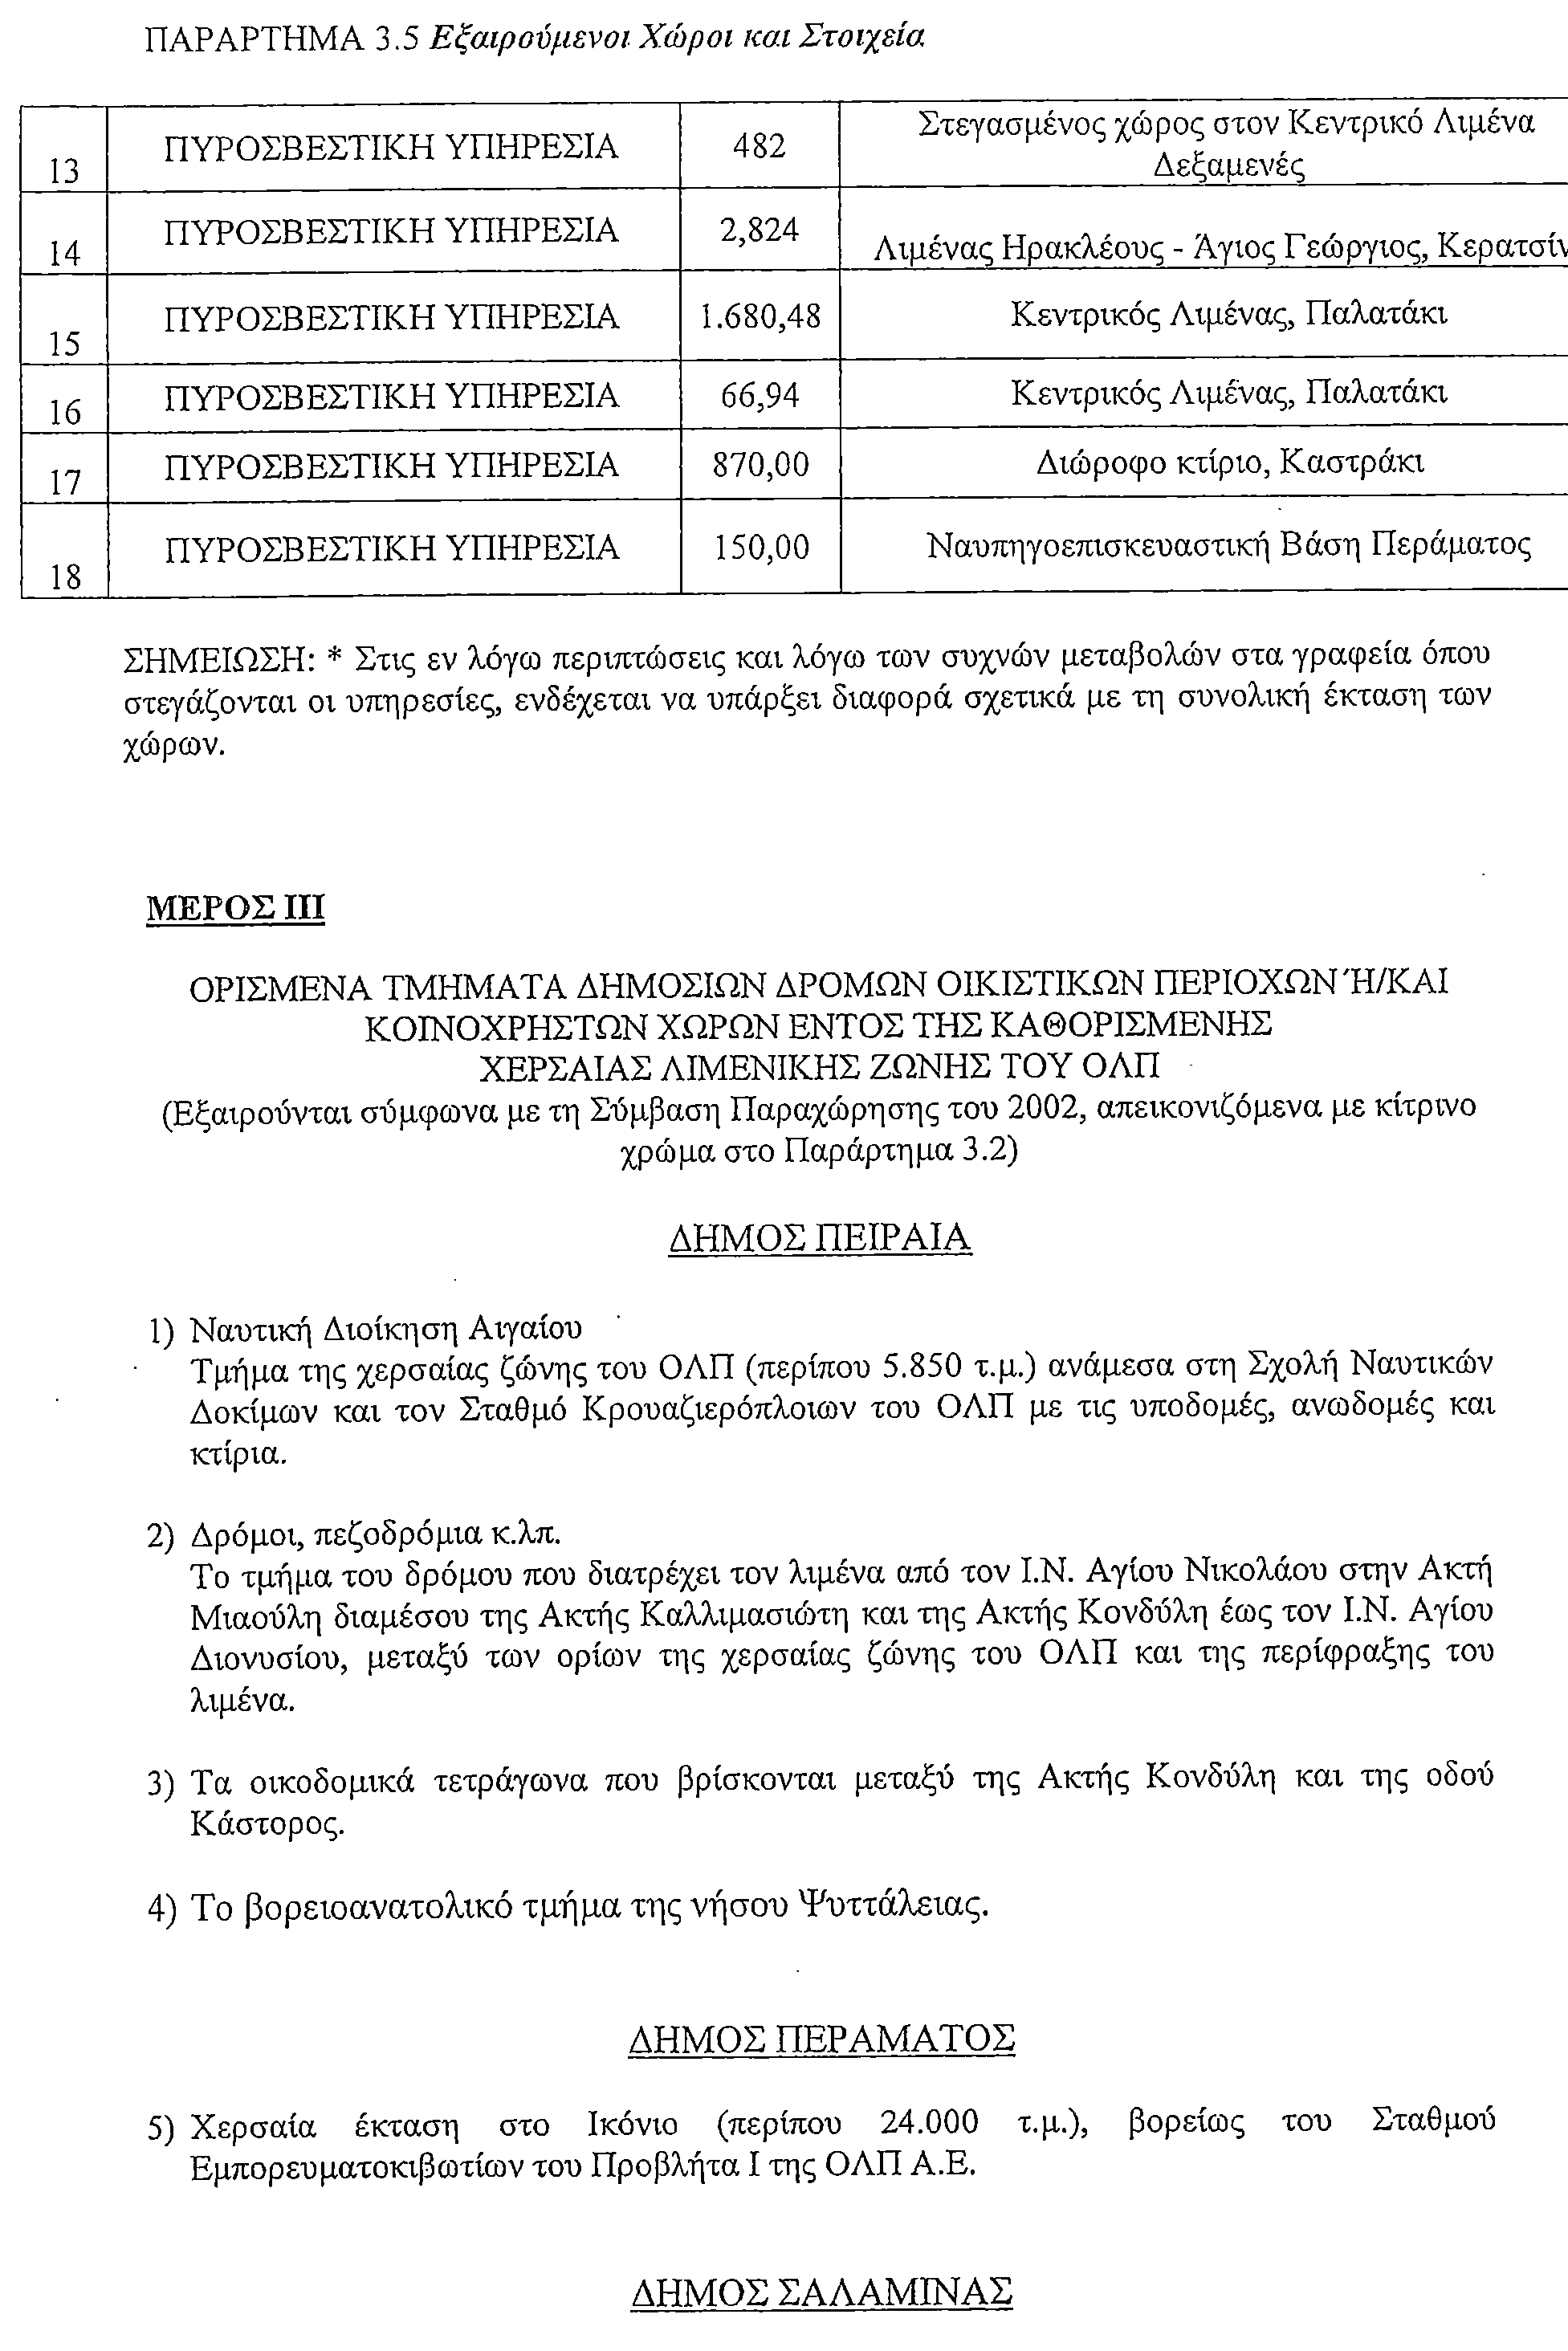 ΠΑΡΑΡΤΗΜΑ 3.5 Εξαιρούμενοι Χώροι και Στοιχεία
13 ΠΥΡΟΣΒΕΣΤΙΚΗ ΥΠΗΡΕΣΙΑ 482 Στεγασμένος χώρος στον Κεντρικό Λιμένα
Δεξαμενές
14 ΠΥΡΟΣΒΕΣΤΙΚΗ ΥΠΗΡΕΣΙΑ 2,824 Λιμένας Ηρακλέους - Άγιος Γεώργιος,
15 ΠΥΡΟΣΒΕΣΤΙΚΗ ΥΠΗΡΕΣΙΑ 1.680,48 Κεντρικός Λιμένας, Παλατάκι
16 ΠΥΡΟΣΒΕΣΤΙΚΗ ΥΠΗΡΕΣΙΑ 66,94 Κεντρικός Λιμένας, Παλατάκι
17 ΠΥΡΟΣΒΕΣΤΙΚΗ ΥΠΗΡΕΣΙΑ 870,00 Διώροφο κτίριο, Καστράκι
18 ΠΥΡΟΣΒΕΣΤΙΚΗ ΥΠΗΡΕΣΙΑ 150,00 Ναυπηγοεπισκευαστική Βάση Περάματος
ΣΗΜΕΙΩΣΗ: * Στις εν λόγω περιπτώσεις και λόγω των συχνών μεταβολών στα γραφεία όπου
στεγάζονται οι υπηρεσίες, ενδέχεται να υπάρξει διαφορά σχετικά με τη συνολική έκταση των
χώρων.
ΜΕΡΟΣ ΙΙΙ
ΟΡΙΣΜΕΝΑ ΤΜΗΜΑΤΑ ΔΗΜΟΣΙΩΝ ΔΡΟΜΩΝ ΟΙΚΙΣΤΙΚΩΝ ΠΕΡΙΟΧΩΝ Ή/ΚΑΙ
ΚΟΙΝΟΧΡΗΣΤΩΝ ΧΩΡΩΝ ΕΝΤΟΣ ΤΗΣ ΚΑΘΟΡΙΣΜΕΝΗΣ
ΧΕΡΣΑΙΑΣ ΛΙΜΕΝΙΚΗΣ ΖΩΝΗΣ ΤΟΥ ΟΛΠ
(Εξαιρούνται σύμφωνα με τη Σύμβαση Παραχώρησης του 2002, απεικονιζόμενα με κίτρινο
χρώμα στο Παράρτημα 3.2)
ΔΗΜΟΣ ΠΕΙΡΑΙΑ
1) Ναυτική Διοίκηση Αιγαίου
Τμήμα της χερσαίας ζώνης του ΟΛΠ (περίπου 5.850 τ.μ.) ανάμεσα στη Σχολή Ναυτικών
Δοκίμων και τον Σταθμό Κρουαζιερόπλοιων του ΟΛΠ με τις υποδομές, ανωδομές και
κτίρια.
2) Δρόμοι, πεζοδρόμια κ.λπ.
Το τμήμα του δρόμου που διατρέχει τον λιμένα από τον Ι.Ν. Αγίου Νικολάου στην Ακτή
Μιαούλη διαμέσου της Ακτής Καλλιμασιώτη και της Ακτής Κονδύλη έως τον Ι.Ν. Αγίου
Διονυσίου, μεταξύ των ορίων της χερσαίας ζώνης του ΟΛΠ και της περίφραξης του
λιμένα.
3) Τα οικοδομικά τετράγωνα που βρίσκονται μεταξύ της Ακτής Κονδύλη και της οδού
Κάστορος.
4) Το βορειοανατολικό τμήμα της νήσου Ψυττάλειας.
ΔΗΜΟΣ ΠΕΡΑΜΑΤΟΣ
5) Χερσαία έκταση στο Ικόνιο (περίπου 24.000 τ.μ.), βορείως του Σταθμού
Εμπορευματοκιβωτίων του Προβλήτα Ι της ΟΛΠ Α.Ε.
ΔΗΜΟΣ ΣΑΛΑΜΙΝΑΣ